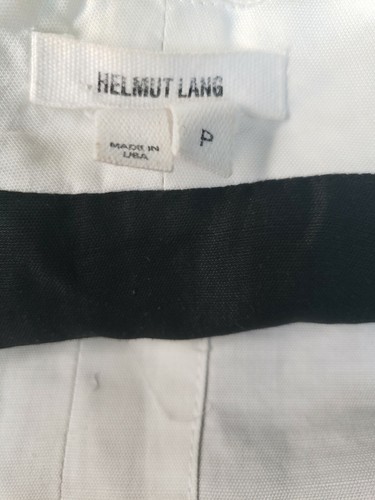 HELMUT LANG
MADE IN
USA
P